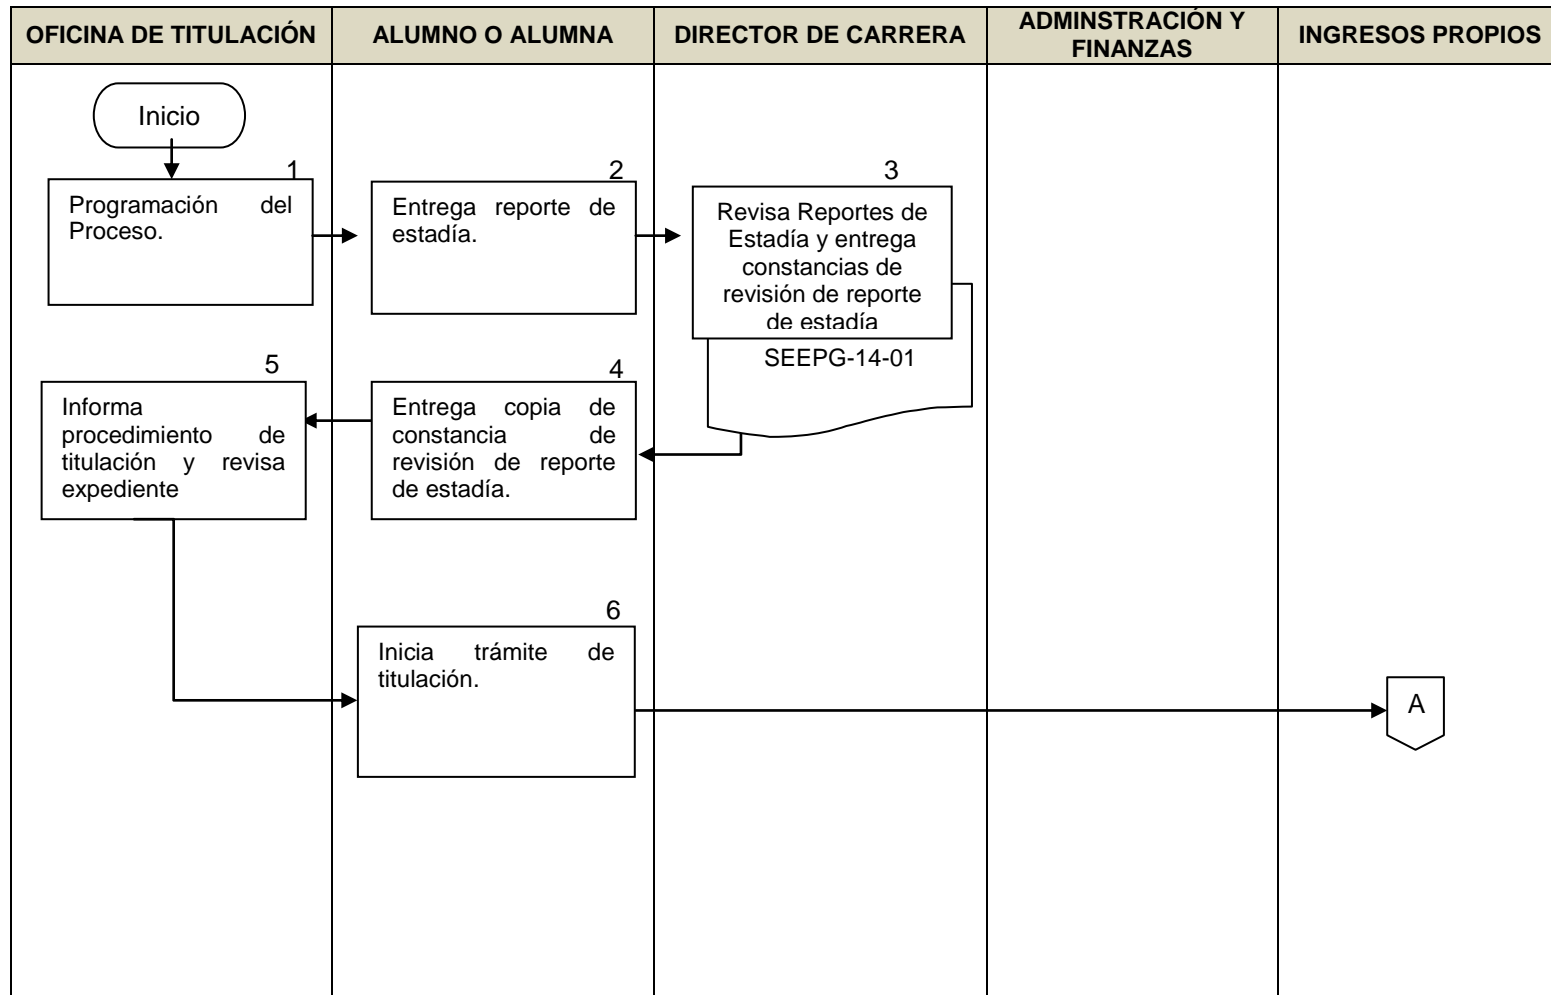 OFICINA DE TITULACIÓN
ALUMNO O ALUMNA
DIRECTOR DE CARRERA
ADMINSTRACIÓN Y
FINANZAS
INGRESOS PROPIOS
Inicio
1
Programación del
Proceso.
2
Entrega reporte de
estadía.
3
Revisa Reportes de
Estadía y entrega
constancias de
revisión de reporte
de estadía
SEEPG-14-01
4
Entrega copia de
constancia de
revisión de reporte
de estadía.
5
Informa
procedimiento de
titulación y revisa
expediente
6
Inicia trámite de
titulación.
A